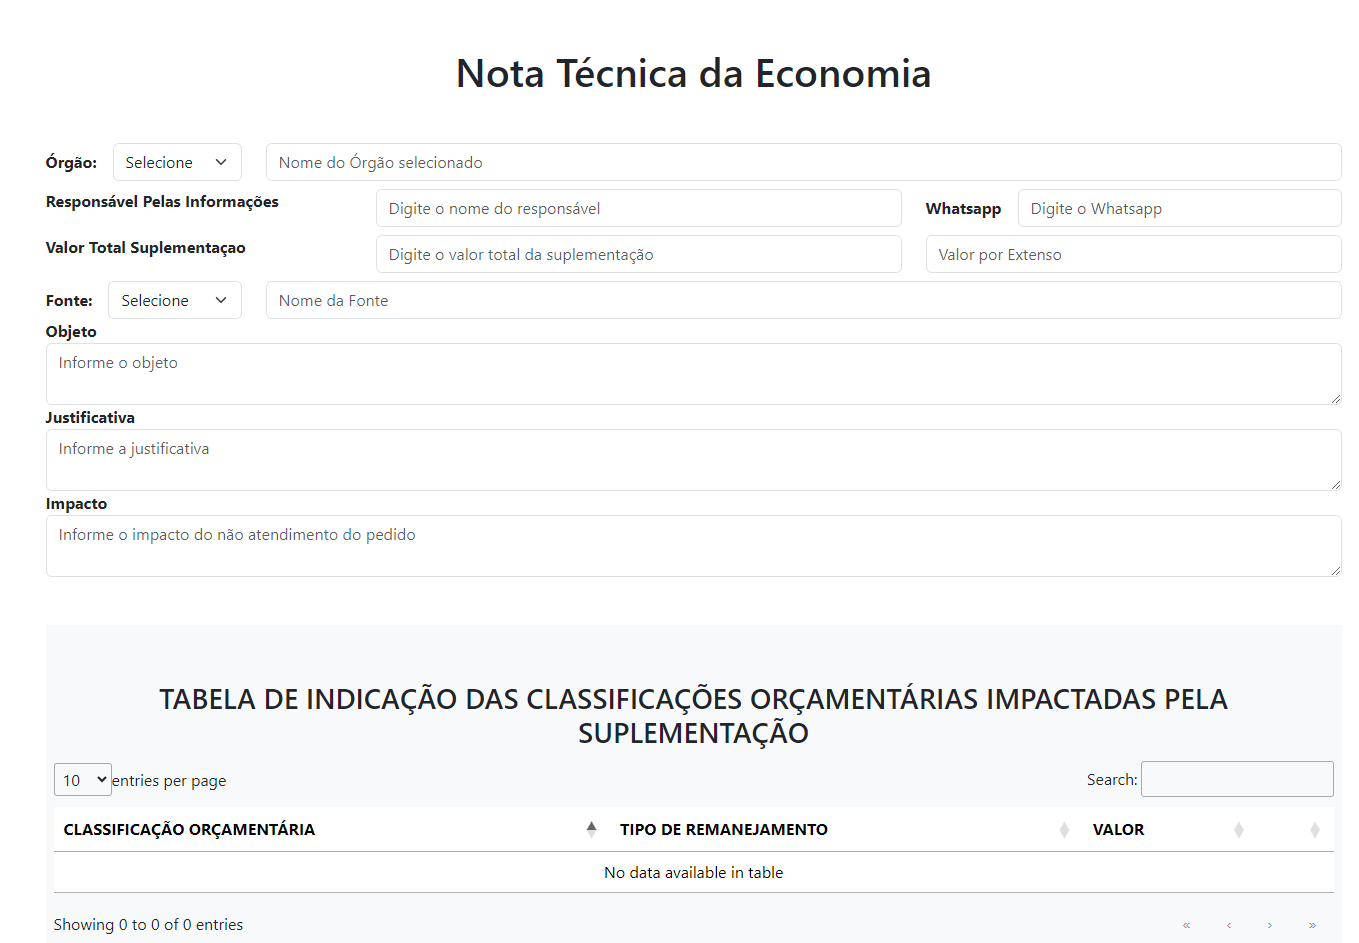 Nota Técnica da Economia
Órgão: Selecione Nome do Órgão selecionado
Responsável Pelas Informações Digite o nome do responsável Whatsapp Digite o Whatsapp
Valor Total Suplementaçao Digite o valor total da suplementação Valor por Extenso
Fonte: Selecione Nome da Fonte
Objeto
Informe o objeto
Justificativa
Informe a justificativa
Impacto
Informe o impacto do não atendimento do pedido
TABELA DE INDICAÇÃO DAS CLASSIFICAÇÕES ORÇAMENTÁRIAS IMPACTADAS PELA
SUPLEMENTAÇÃO
10 entries per page Search:
CLASSIFICAÇÃO ORÇAMENTÁRIA TIPO DE REMANEJAMENTO VALOR
No data available in table
Showing 0 to 0 of 0 entries « ‹ › »